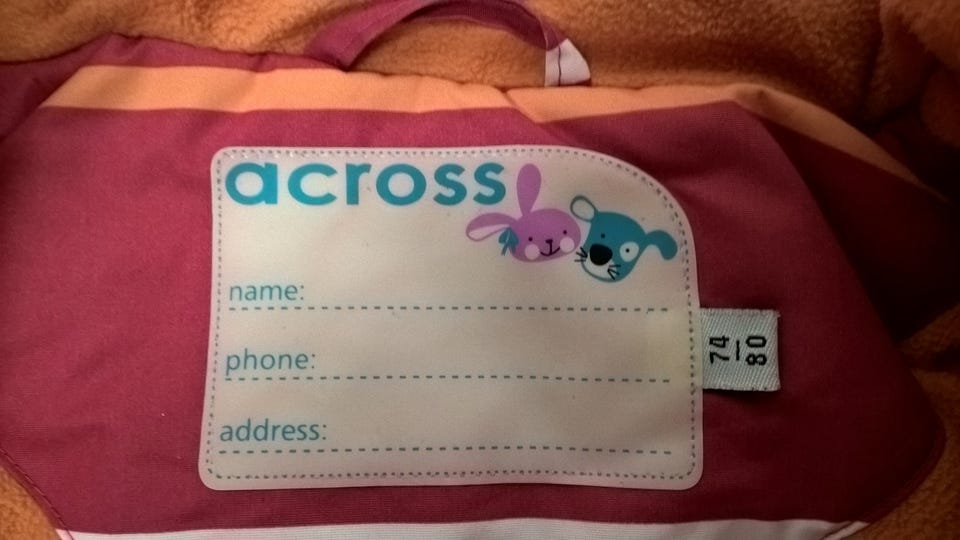 across
name:
phone:
address:
74
—
80